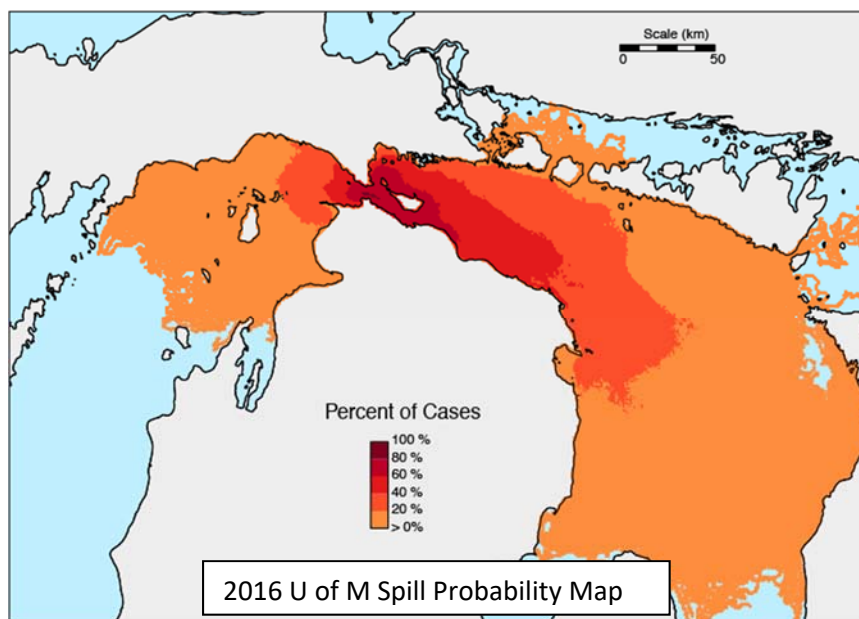 Scale (km)
0 50
Percent of Cases
100 %
80 %
60 %
40 %
20 %
> 0%
2016 U of M Spill Probability Map